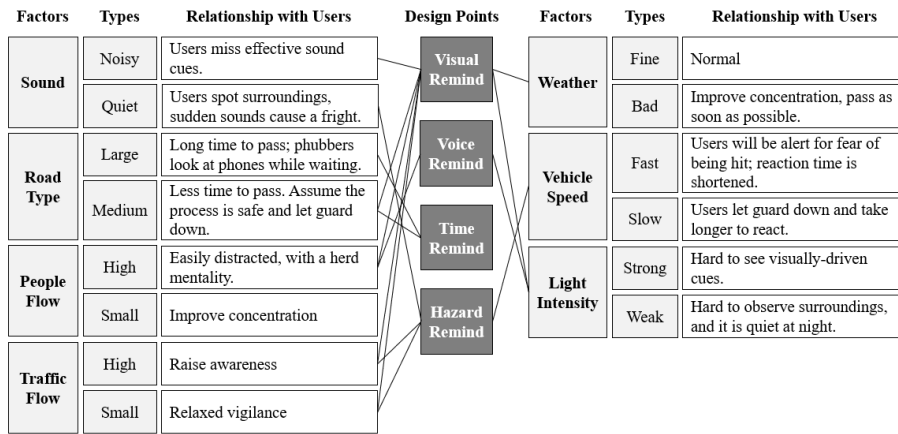 Factors Types Relationship with Users Design Points Factors Types Relationship with Users
Sound
Noisy
Users miss effective sound
cues.
Quiet
Users spot surroundings,
sudden sounds cause a fright.
Road
Type
Large
Long time to pass; phubbers
look at phones while waiting.
Medium
Less time to pass. Assume the
process is safe and let guard
down.
People
Flow
High
Easily distracted, with a herd
mentality.
Small
Improve concentration
Traffic
Flow
High
Raise awareness
Small
Relaxed vigilance
Visual
Remind
Voice
Remind
Time
Remind
Hazard
Remind
Weather
Fine
Normal
Bad
Improve concentration, pass as
soon as possible.
Vehicle
Speed
Fast
Users will be alert for fear of
being hit; reaction time is
shortened.
Slow
Users let guard down and take
longer to react.
Light
Intensity
Strong
Hard to see visually-driven
cues.
Weak
Hard to observe surroundings,
and it is quiet at night.